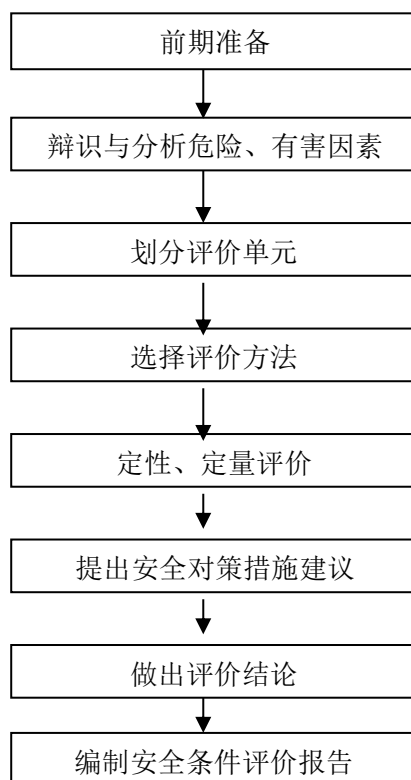 前期准备
辩识与分析危险、有害因素
划分评价单元
选择评价方法
定性、定量评价
提出安全对策措施建议
做出评价结论
编制安全条件评价报告